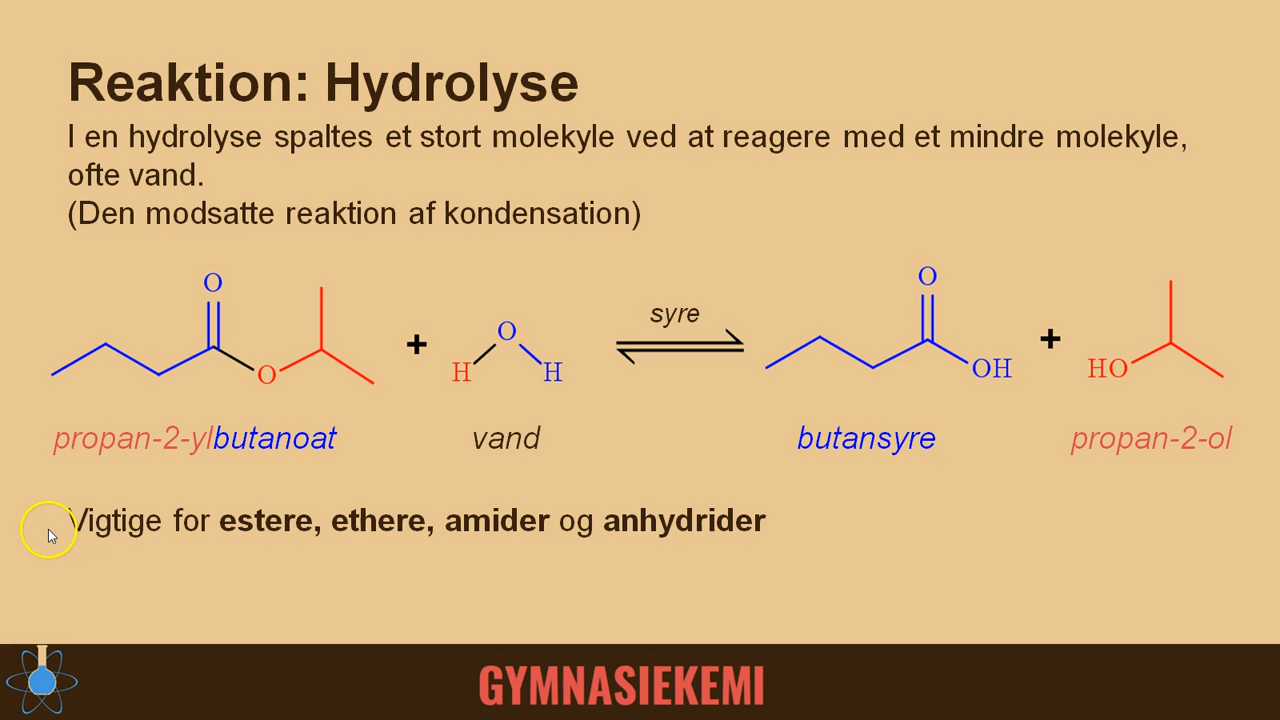 Reaktion: Hydrolyse
I en hydrolyse spaltes et stort molekyle ved at reagere med et mindre molekyle,
ofte vand.
(Den modsatte reaktion af kondensation)
O
O
+
O
H
H
syre
O
OH
+
HO
propan-2-ylbutanoat
vand
butansyre
propan-2-ol
Vigtige for estere, ethere, amider og anhydrider
GYMNASIEKEMI